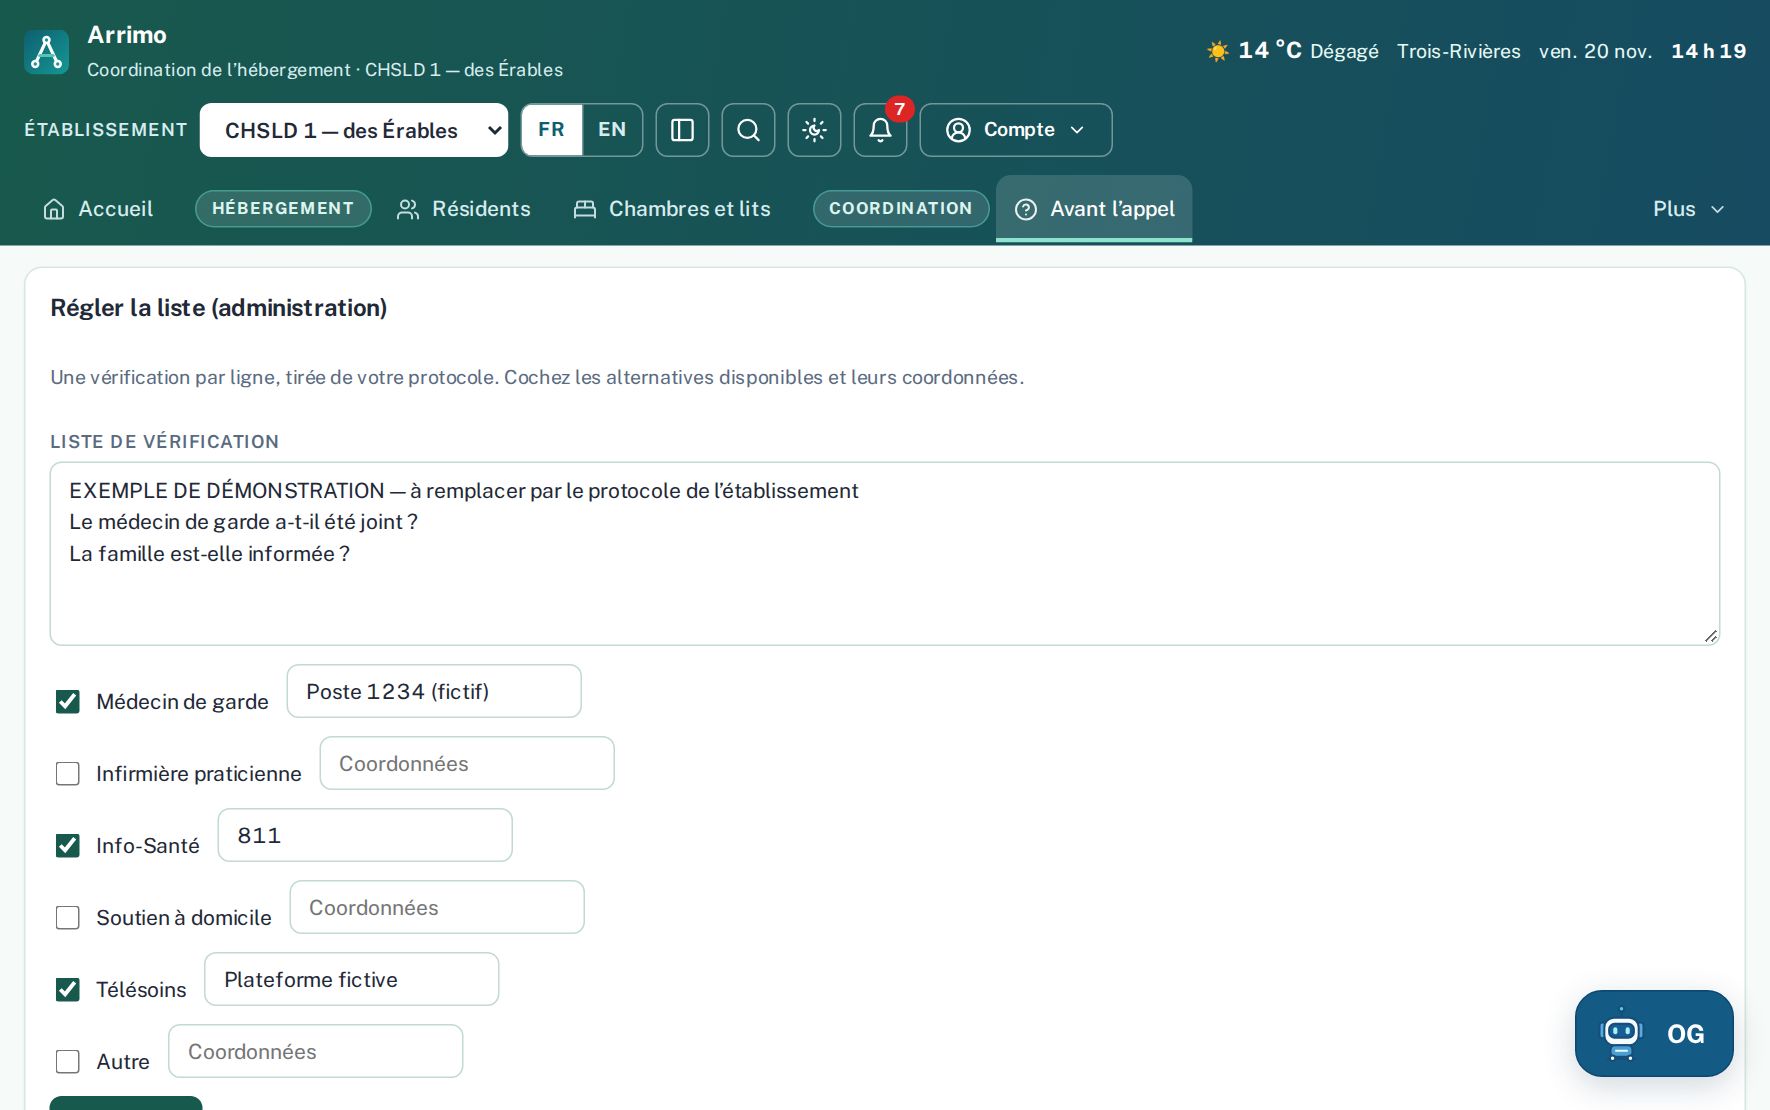 Arrimo
Coordination de l'hébergement · CHSLD 1 — des Érables
☀️ 14 °C Dégagé Trois-Rivières ven. 20 nov. 14 h 19
ÉTABLISSEMENT CHSLD 1 — des Érables FR EN 7 Compte
Accueil HÉBERGEMENT Résidents Chambres et lits COORDINATION Avant l'appel Plus
Régler la liste (administration)
Une vérification par ligne, tirée de votre protocole. Cochez les alternatives disponibles et leurs coordonnées.
LISTE DE VÉRIFICATION
EXEMPLE DE DÉMONSTRATION — à remplacer par le protocole de l'établissement
Le médecin de garde a-t-il été joint ?
La famille est-elle informée ?
Médecin de garde Poste 1234 (fictif)
Infirmière praticienne Coordonnées
Info-Santé 811
Soutien à domicile Coordonnées
Télésoins Plateforme fictive
Autre Coordonnées
OG